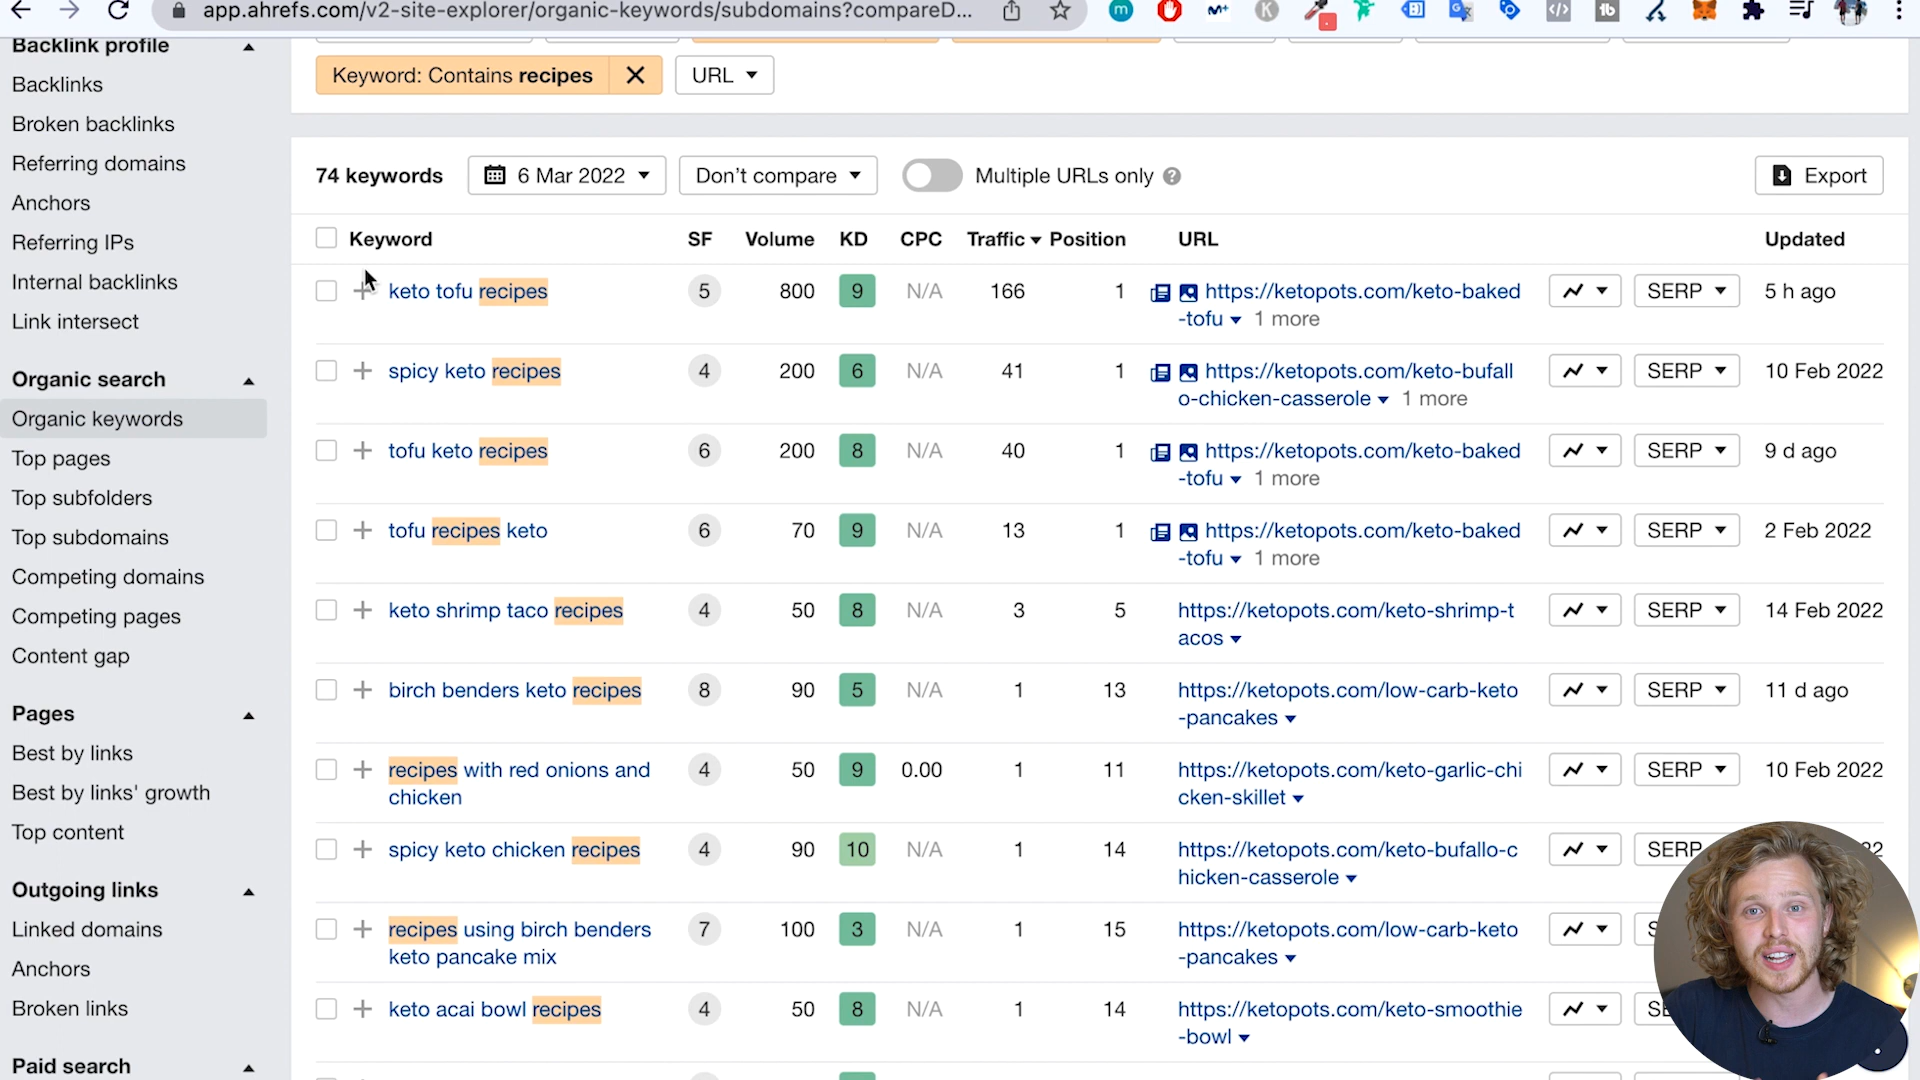 app.ahrefs.com/v2-site-explorer/organic-keywords/subdomains?compareD...
Backlink profile
Backlinks
Broken backlinks
Referring domains
Anchors
Referring IPs
Internal backlinks
Link intersect
Organic search
Organic keywords
Top pages
Top subfolders
Top subdomains
Competing domains
Competing pages
Content gap
Pages
Best by links
Best by links' growth
Top content
Outgoing links
Linked domains
Anchors
Broken links
Paid search
Keyword: Contains recipes
URL
74 keywords 6 Mar 2022 Don't compare Multiple URLs only ? Export
Keyword SF Volume KD CPC Traffic Position URL Updated
keto tofu recipes 5 800 9 N/A 166 1 https://ketopots.com/keto-baked SERP 5 h ago
-tofu 1 more
spicy keto recipes 4 200 6 N/A 41 1 https://ketopots.com/keto-bufall SERP 10 Feb 2022
o-chicken-casserole 1 more
tofu keto recipes 6 200 8 N/A 40 1 https://ketopots.com/keto-baked SERP 9 d ago
-tofu 1 more
tofu recipes keto 6 70 9 N/A 13 1 https://ketopots.com/keto-baked SERP 2 Feb 2022
-tofu 1 more
keto shrimp taco recipes 4 50 8 N/A 3 5 https://ketopots.com/keto-shrimp-t SERP 14 Feb 2022
acos
birch benders keto recipes 8 90 5 N/A 1 13 https://ketopots.com/low-carb-keto SERP 11 d ago
-pancakes
recipes with red onions and 4 50 9 0.00 1 11 https://ketopots.com/keto-garlic-chi SERP 10 Feb 2022
chicken cken-skillet
spicy keto chicken recipes 4 90 10 N/A 1 14 https://ketopots.com/keto-bufallo-c SERP
hicken-casserole
recipes using birch benders 7 100 3 N/A 1 15 https://ketopots.com/low-carb-keto
keto pancake mix -pancakes
keto acai bowl recipes 4 50 8 N/A 1 14 https://ketopots.com/keto-smoothie
-bowl